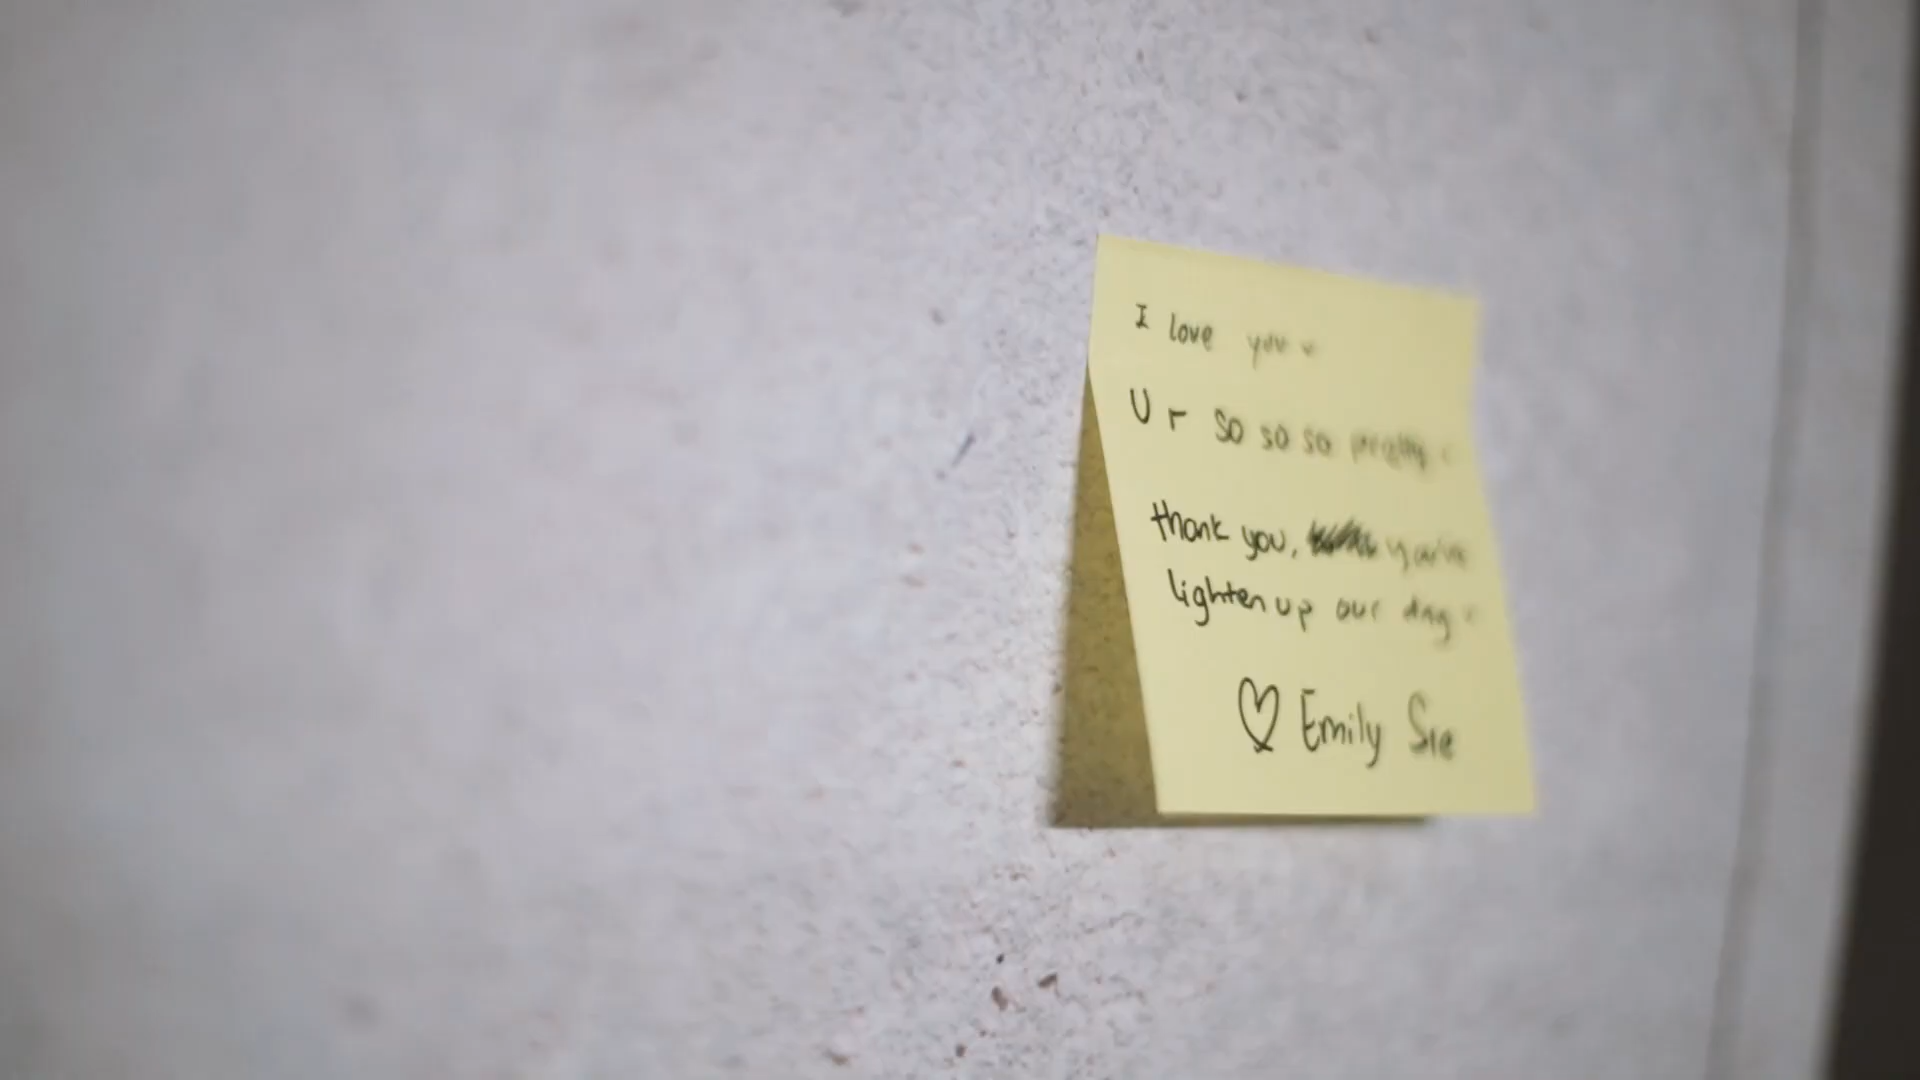 I love you
U r so so so pretty
thank you, you've
lighten up our day
♡ Emily Sie